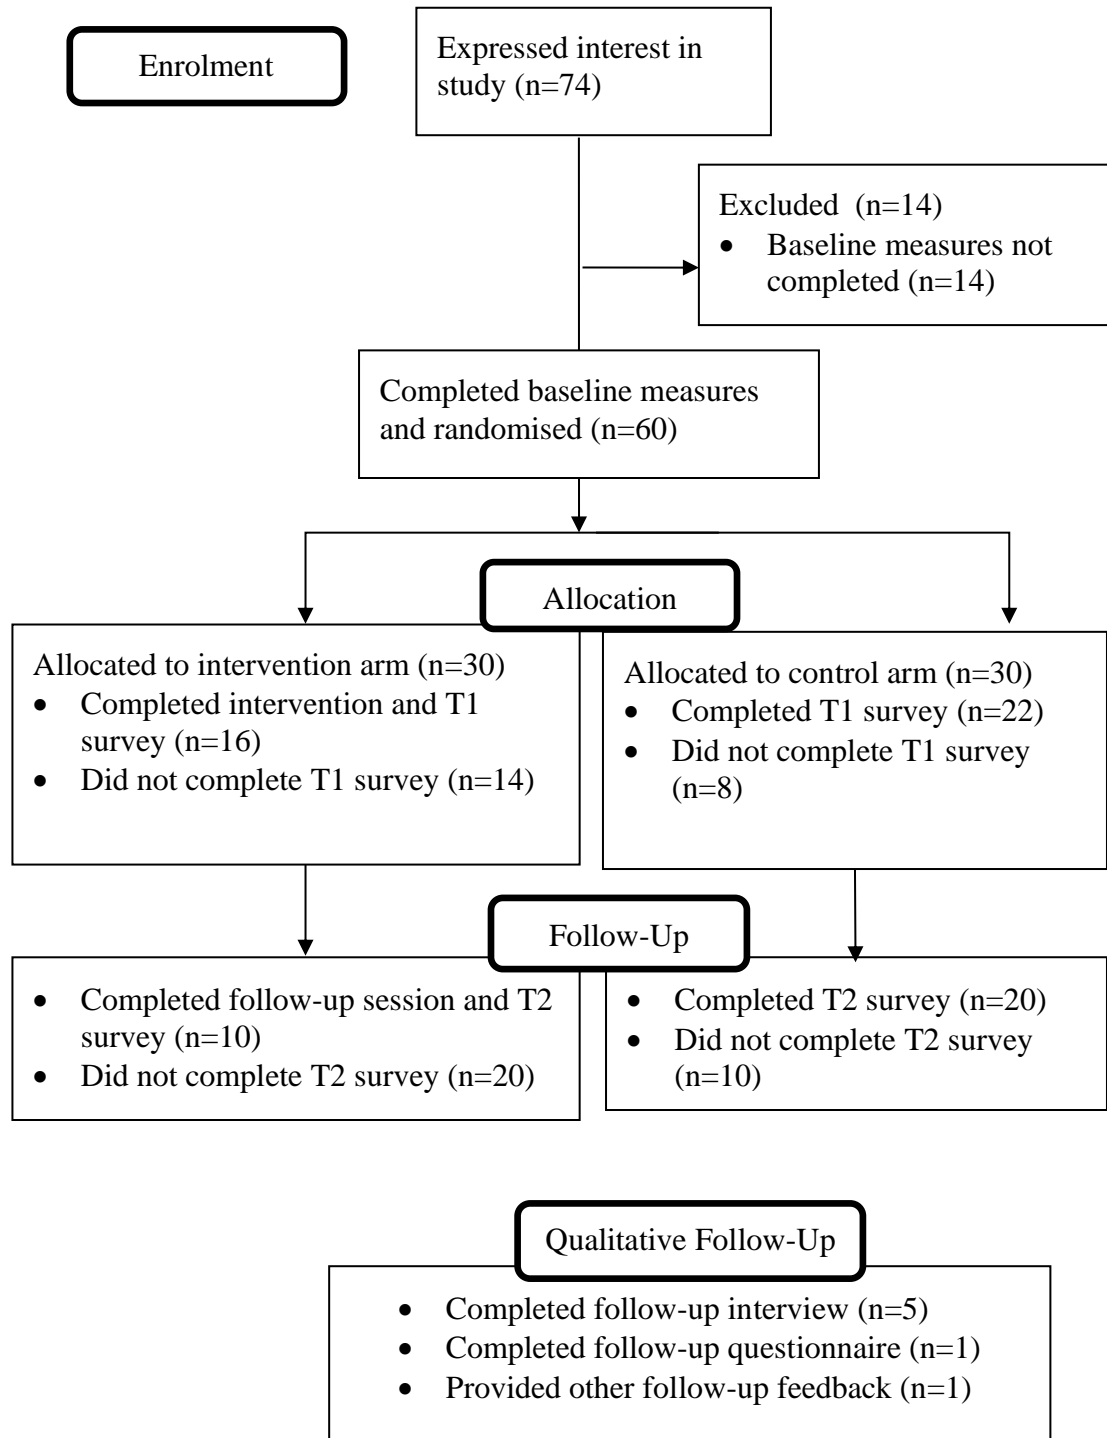 Enrolment
Expressed interest in
study (n=74)
Excluded  (n=14)
• Baseline measures not
completed (n=14)
Completed baseline measures
and randomised (n=60)
Allocation
Allocated to intervention arm (n=30)
• Completed intervention and T1
survey (n=16)
• Did not complete T1 survey (n=14)
Allocated to control arm (n=30)
• Completed T1 survey (n=22)
• Did not complete T1 survey
(n=8)
Follow-Up
• Completed follow-up session and T2
survey (n=10)
• Did not complete T2 survey (n=20)
• Completed T2 survey (n=20)
• Did not complete T2 survey
(n=10)
Qualitative Follow-Up
• Completed follow-up interview (n=5)
• Completed follow-up questionnaire (n=1)
• Provided other follow-up feedback (n=1)